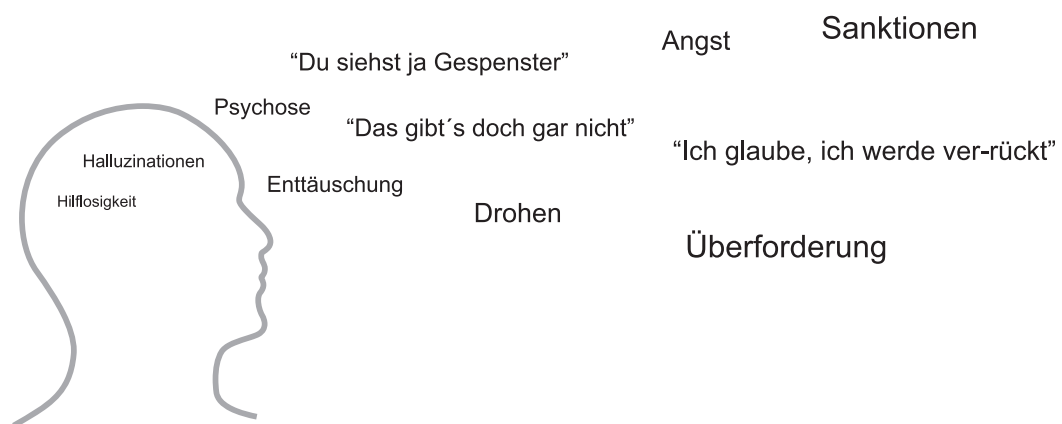 Sanktionen
Angst
“Du siehst ja Gespenster”
Psychose
“Das gibt´s doch gar nicht”
“Ich glaube, ich werde ver-rückt”
Halluzinationen
Enttäuschung
Hilflosigkeit
Drohen
Überforderung